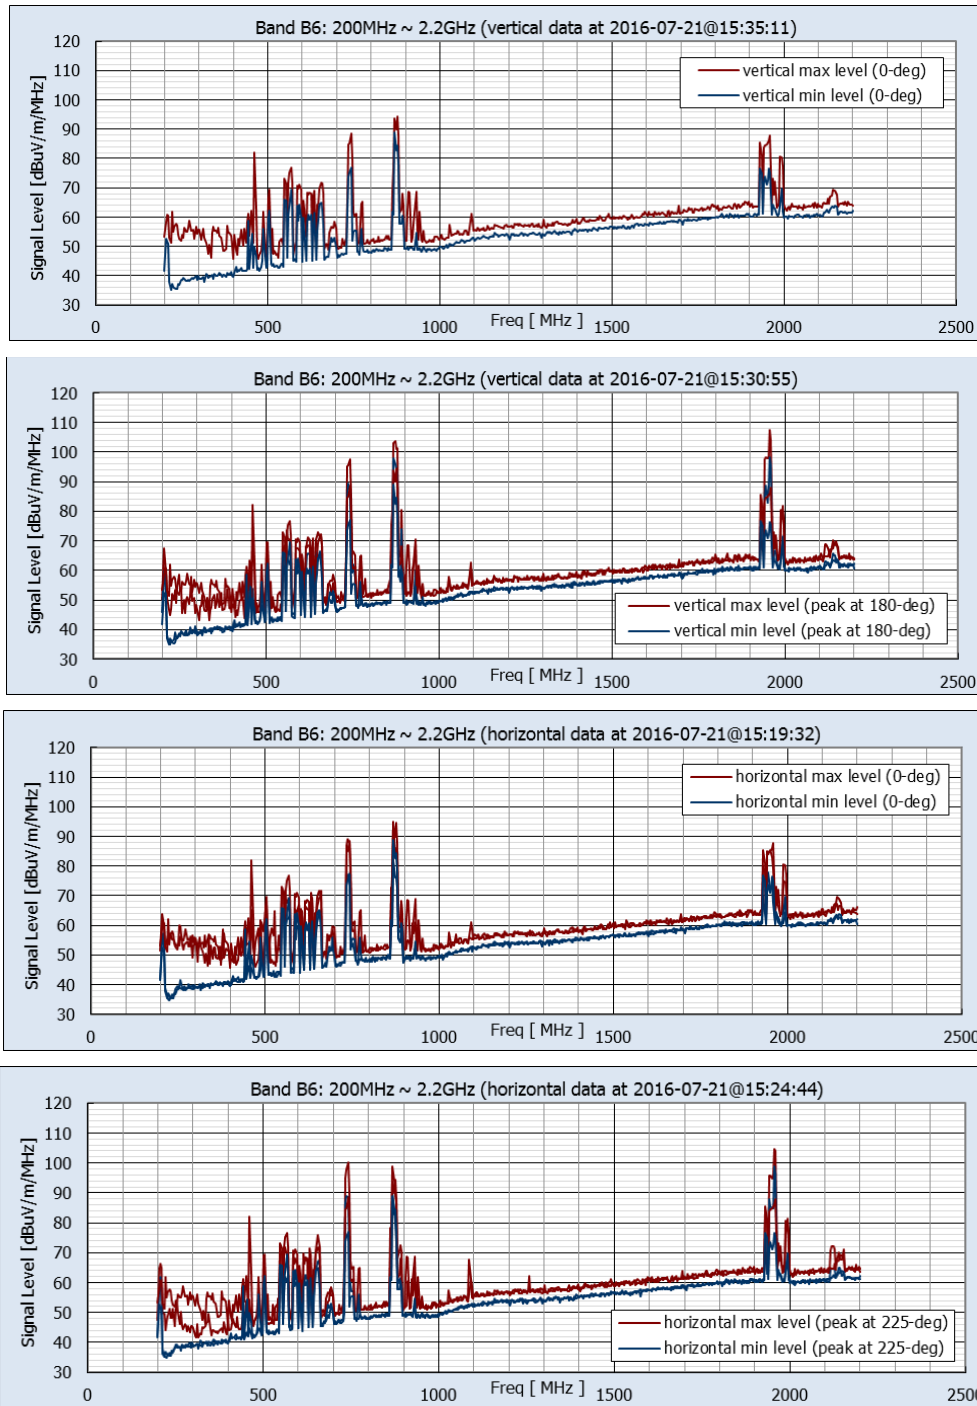 Band B6: 200MHz ~ 2.2GHz (vertical data at 2016-07-21@15:35:11)
Signal Level [dBuV/m/MHz]
120
110
100
90
80
70
60
50
40
30
vertical max level (0-deg)
vertical min level (0-deg)
0 500 1000 1500 2000 2500
Freq [ MHz ]
Band B6: 200MHz ~ 2.2GHz (vertical data at 2016-07-21@15:30:55)
Signal Level [dBuV/m/MHz]
120
110
100
90
80
70
60
50
40
30
vertical max level (peak at 180-deg)
vertical min level (peak at 180-deg)
0 500 1000 1500 2000 2500
Freq [ MHz ]
Band B6: 200MHz ~ 2.2GHz (horizontal data at 2016-07-21@15:19:32)
Signal Level [dBuV/m/MHz]
120
110
100
90
80
70
60
50
40
30
horizontal max level (0-deg)
horizontal min level (0-deg)
0 500 1000 1500 2000 2500
Freq [ MHz ]
Band B6: 200MHz ~ 2.2GHz (horizontal data at 2016-07-21@15:24:44)
Signal Level [dBuV/m/MHz]
120
110
100
90
80
70
60
50
40
30
horizontal max level (peak at 225-deg)
horizontal min level (peak at 225-deg)
0 500 1000 1500 2000 2500
Freq [ MHz ]